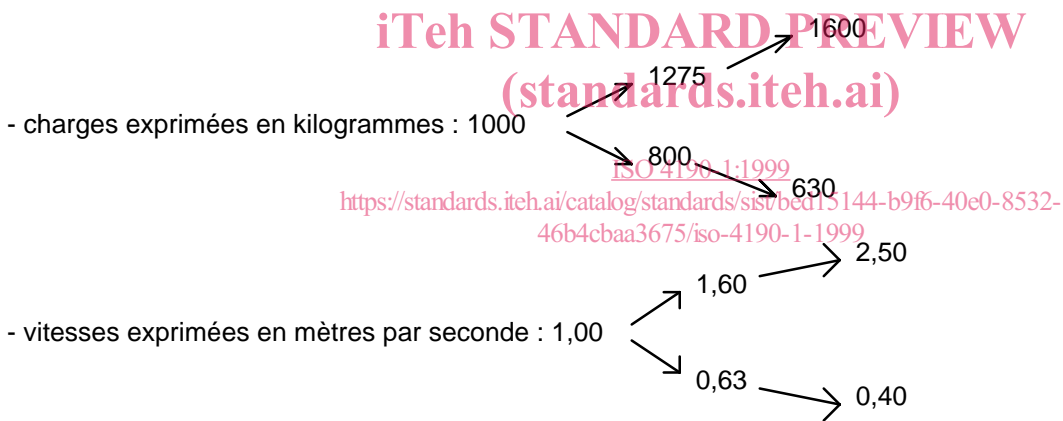 iTeh STANDARD PREVIEW
1600
1275
(standards.iteh.ai)
- charges exprimées en kilogrammes : 1000
800
ISO 4190-1:1999
630
https://standards.iteh.ai/catalog/standards/sist/bed15144-b9f6-40e0-8532-
46b4cbaa3675/iso-4190-1-1999
2,50
1,60
- vitesses exprimées en mètres par seconde : 1,00
0,63
0,40